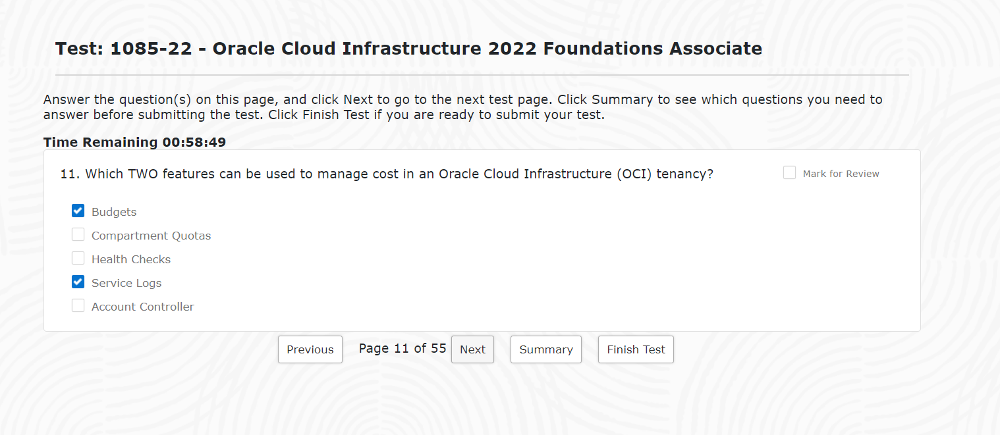 Test: 1085-22 - Oracle Cloud Infrastructure 2022 Foundations Associate
Answer the question(s) on this page, and click Next to go to the next test page. Click Summary to see which questions you need to
answer before submitting the test. Click Finish Test if you are ready to submit your test.
Time Remaining 00:58:49
11. Which TWO features can be used to manage cost in an Oracle Cloud Infrastructure (OCI) tenancy?
Mark for Review
Budgets
Compartment Quotas
Health Checks
Service Logs
Account Controller
Previous Page 11 of 55 Next Summary Finish Test